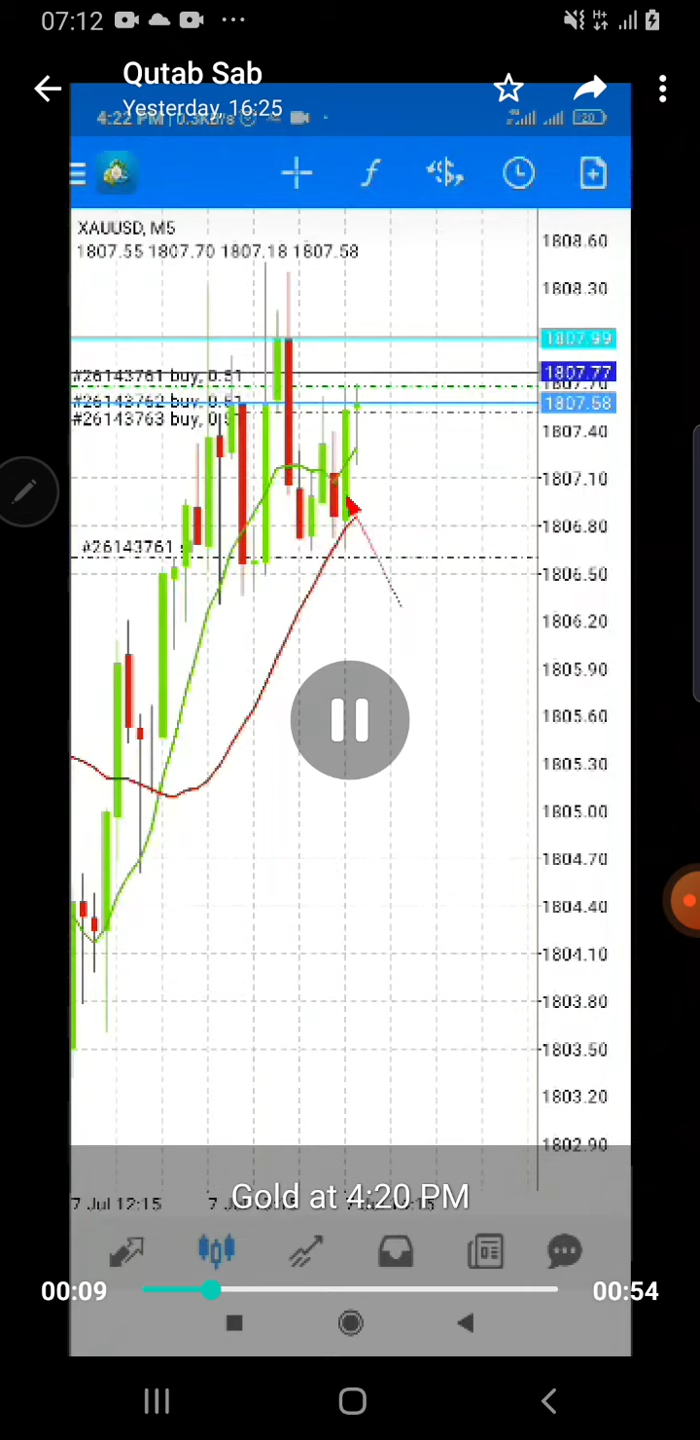 07:12
Qutab Sab
Yesterday, 16:25
4:22 PM | 0.3KB/s
20
XAUUSD, M5
1807.55 1807.70 1807.18 1807.58
1808.60
1808.30
1807.99
#26143761 buy, 0.51
1807.77
1807.70
#26143762 buy, 0.51
1807.58
#26143763 buy,
1807.40
1807.10
1806.80
#26143761
1806.50
1806.20
1805.90
1805.60
1805.30
1805.00
1804.70
1804.40
1804.10
1803.80
1803.50
1803.20
1802.90
Gold at 4:20 PM
7 Jul 12:15
00:09
00:54